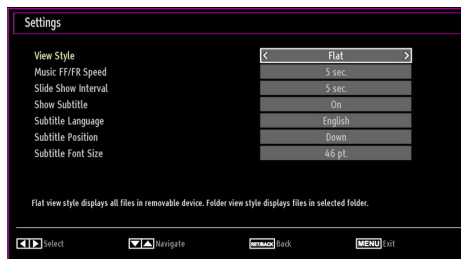 Settings
View Style < Flat >
Music FF/FR Speed 5 sec.
Slide Show Interval 5 sec.
Show Subtitle On
Subtitle Language English
Subtitle Position Down
Subtitle Font Size 46 pt.
Flat view style displays all files in removable device. Folder view style displays files in selected folder.
Select Navigate RET/BACK Back MENU Exit